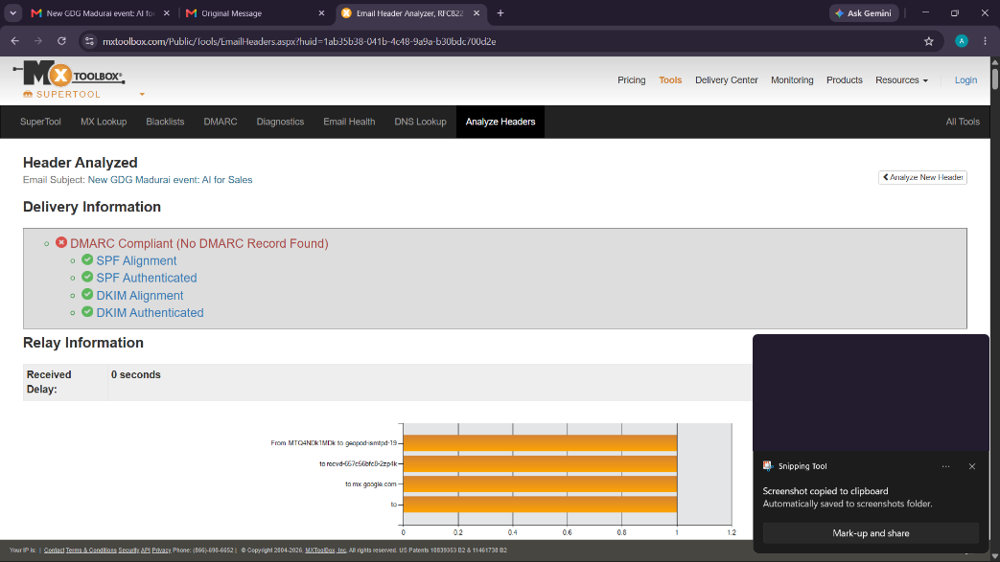 New GDG Madurai event: AI fo
Original Message
Email Header Analyzer, RFC822
Ask Gemini
mxtoolbox.com/Public/Tools/EmailHeaders.aspx?huid=1ab35b38-041b-4c48-9a9a-b30bdc700d2e
A
MX TOOLBOX®
SUPERTOOL
Pricing
Tools
Delivery Center
Monitoring
Products
Resources
Login
SuperTool
MX Lookup
Blacklists
DMARC
Diagnostics
Email Health
DNS Lookup
Analyze Headers
All Tools
Header Analyzed
Email Subject: New GDG Madurai event: AI for Sales
Analyze New Header
Delivery Information
DMARC Compliant (No DMARC Record Found)
SPF Alignment
SPF Authenticated
DKIM Alignment
DKIM Authenticated
Relay Information
Received Delay:
0 seconds
From MTQ4NDk1MDk to geopod-ismtpd-19
to recvd-657c56bfc8-2zp4k
to mx.google.com
to
0 0.2 0.4 0.6 0.8 1 1.2
Snipping Tool
Screenshot copied to clipboard
Automatically saved to screenshots folder.
Mark-up and share
Your IP is: | Contact Terms & Conditions Security API Privacy Phone: (866)-698-6652 | © Copyright 2004-2026, MXToolBox, Inc, All rights reserved. US Patents 10839353 B2 & 11461738 B2